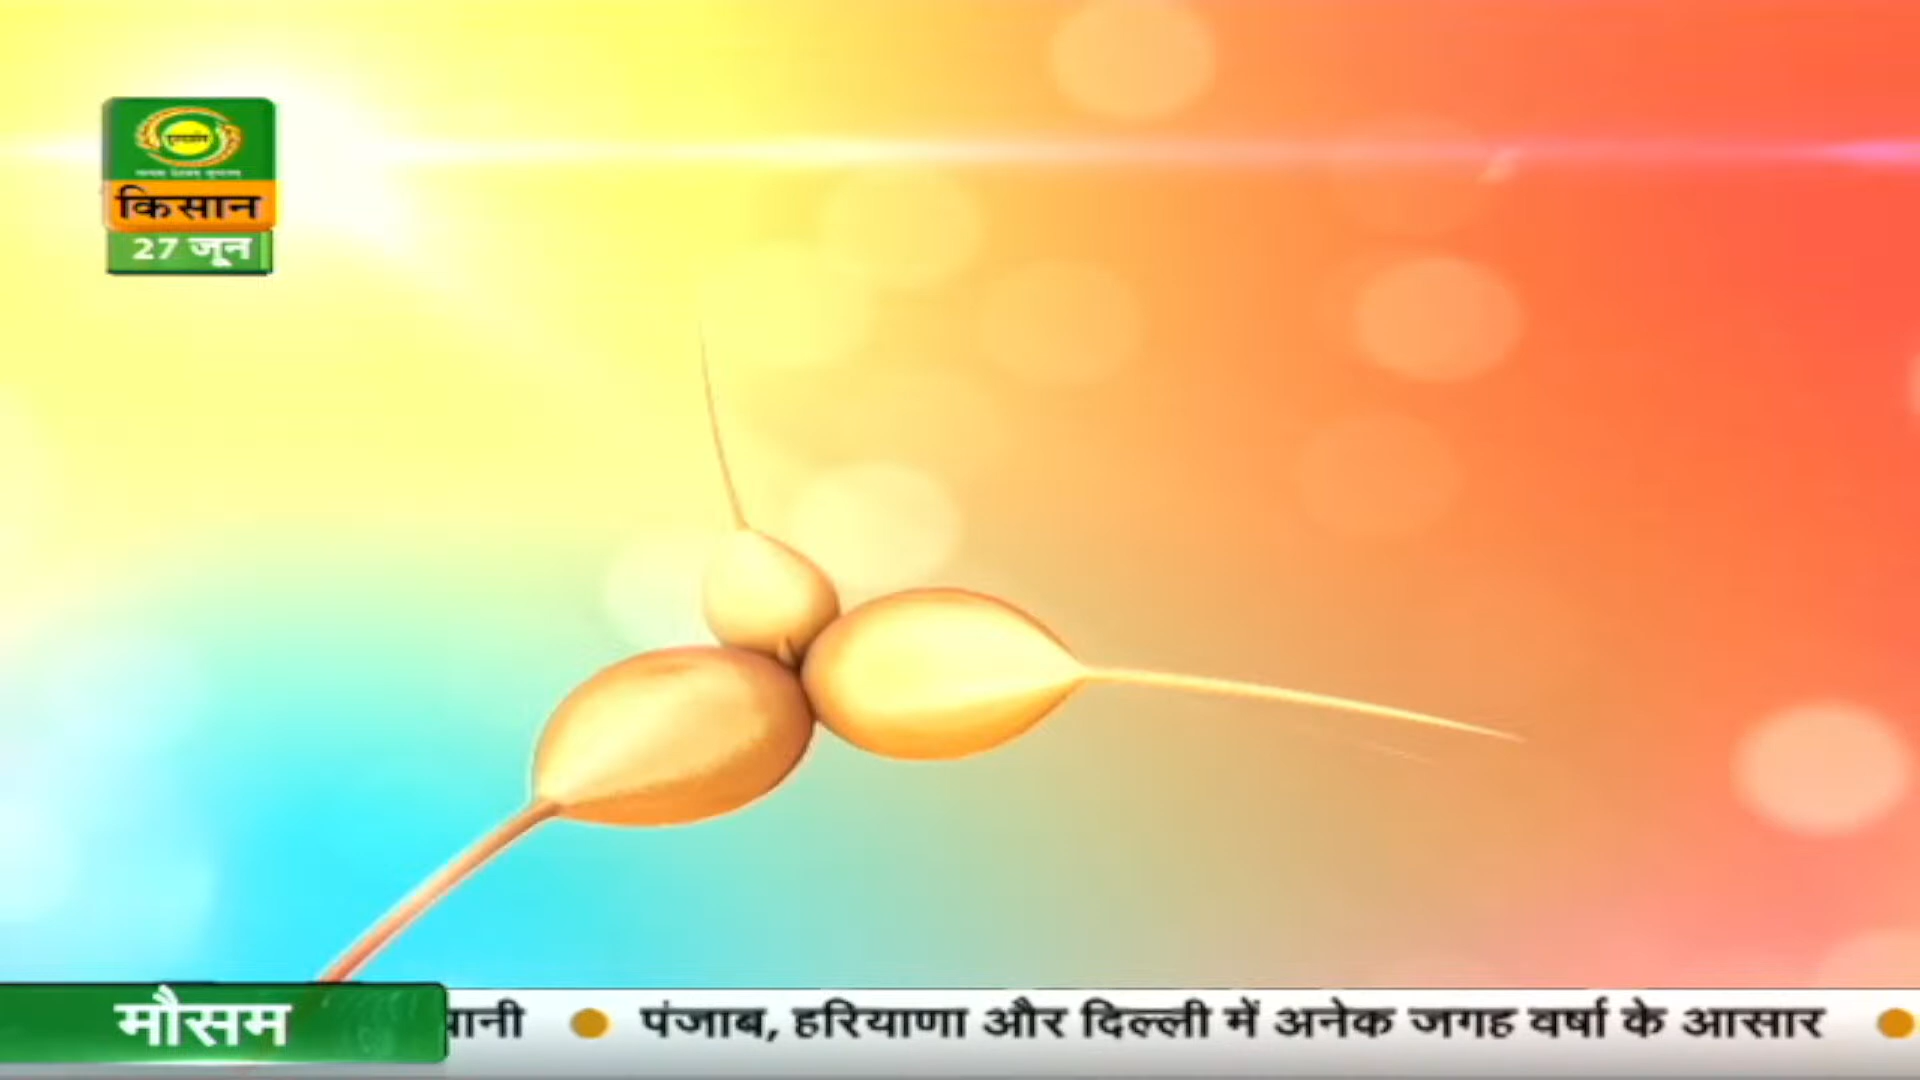 किसान
27 जून
मौसम
पंजाब, हरियाणा और दिल्ली में अनेक जगह वर्षा के आसार